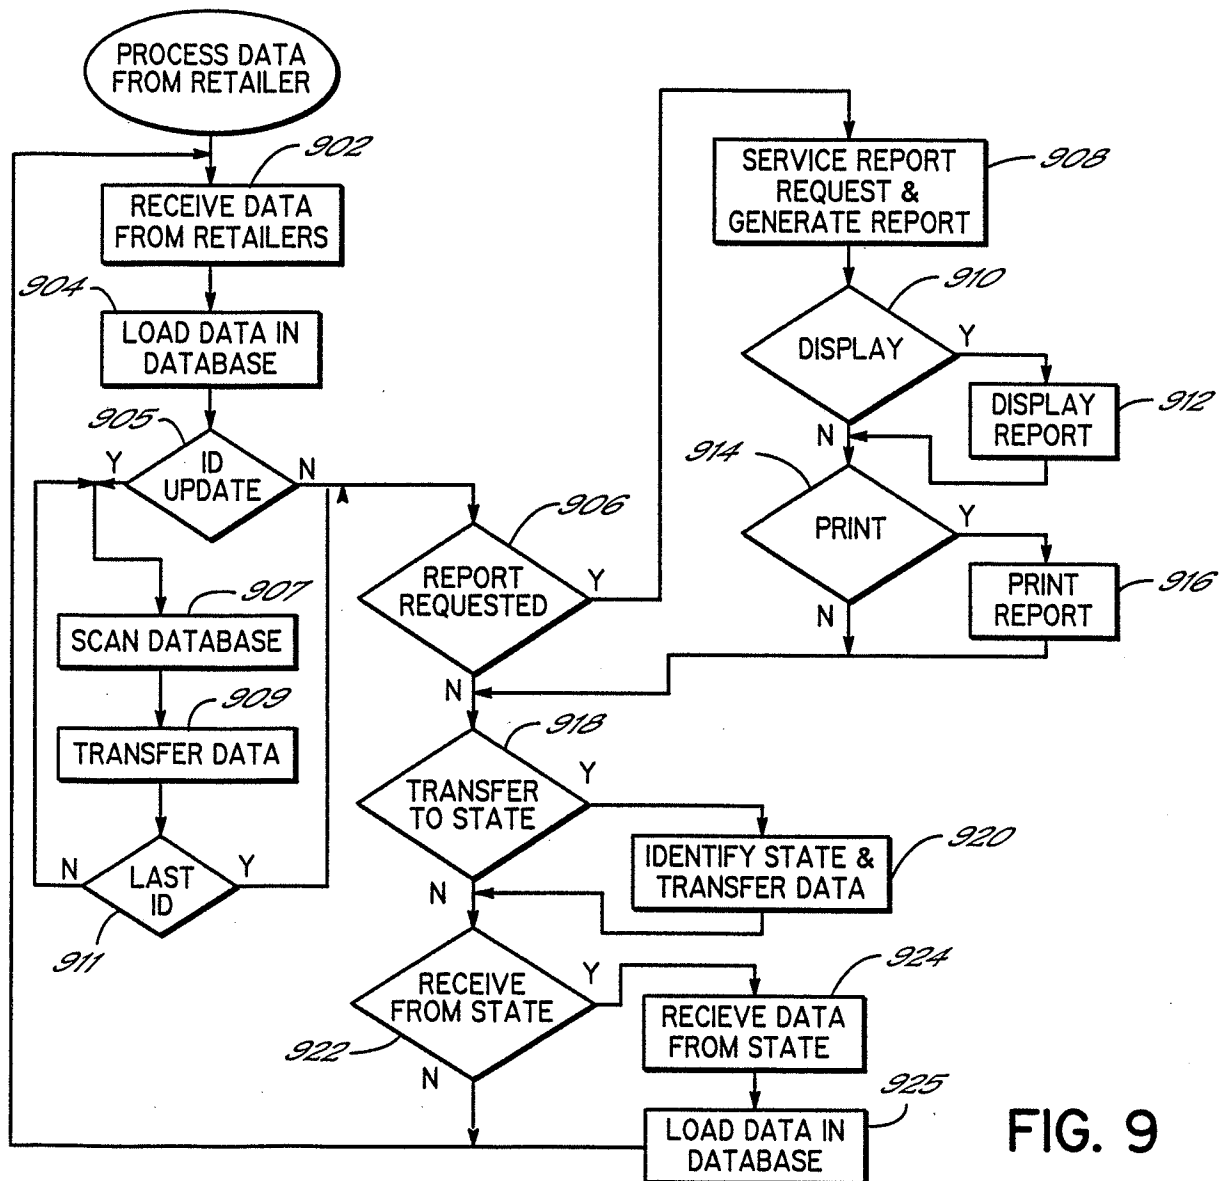 PROCESS DATA
FROM RETAILER
902
RECEIVE DATA
FROM RETAILERS
904
LOAD DATA IN
DATABASE
905
Y
ID
UPDATE
N
907
SCAN DATABASE
909
TRANSFER DATA
N
LAST
ID
Y
911
906
REPORT
REQUESTED
Y
N
908
SERVICE REPORT
REQUEST &
GENERATE REPORT
910
DISPLAY
Y
N
912
DISPLAY
REPORT
914
PRINT
Y
N
916
PRINT
REPORT
918
TRANSFER
TO STATE
Y
N
920
IDENTIFY STATE &
TRANSFER DATA
RECEIVE
FROM STATE
Y
922
N
924
RECIEVE DATA
FROM STATE
925
LOAD DATA IN
DATABASE
FIG. 9